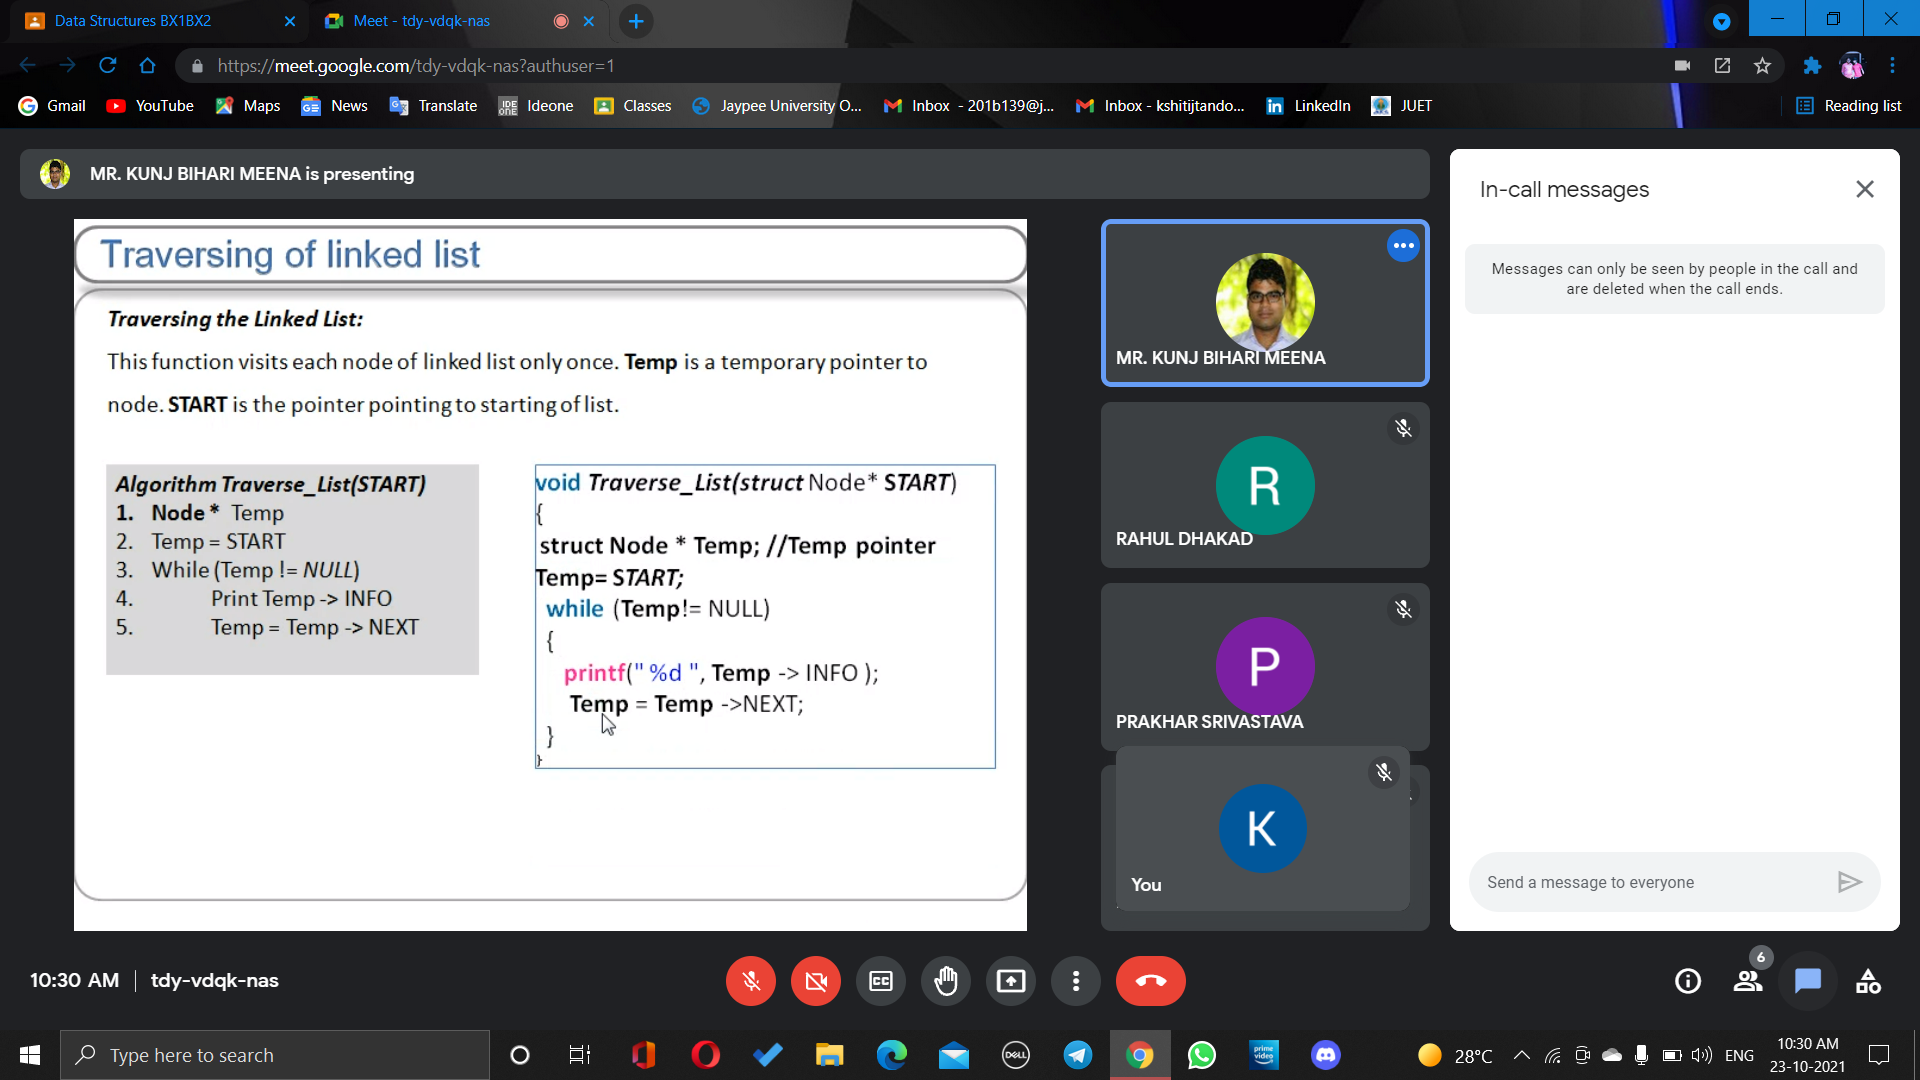 Data Structures BX1BX2
Meet - tdy-vdqk-nas
https://meet.google.com/tdy-vdqk-nas?authuser=1
Gmail
YouTube
Maps
News
Translate
Ideone
Classes
Jaypee University O...
Inbox - 201b139@j...
Inbox - kshitijtando...
LinkedIn
JUET
Reading list
MR. KUNJ BIHARI MEENA is presenting
Traversing of linked list
Traversing the Linked List:
This function visits each node of linked list only once. Temp is a temporary pointer to
node. START is the pointer pointing to starting of list.
Algorithm Traverse_List(START)
1. Node * Temp
2. Temp = START
3. While (Temp != NULL)
4. Print Temp -> INFO
5. Temp = Temp -> NEXT
void Traverse_List(struct Node* START)
{
struct Node * Temp; //Temp pointer
Temp= START;
while (Temp!= NULL)
{
printf(" %d ", Temp -> INFO );
Temp = Temp ->NEXT;
}
}
MR. KUNJ BIHARI MEENA
R
RAHUL DHAKAD
P
PRAKHAR SRIVASTAVA
K
You
In-call messages
Messages can only be seen by people in the call and
are deleted when the call ends.
Send a message to everyone
10:30 AM
tdy-vdqk-nas
CC
6
Type here to search
DELL
prime
video
28°C
ENG
10:30 AM
23-10-2021